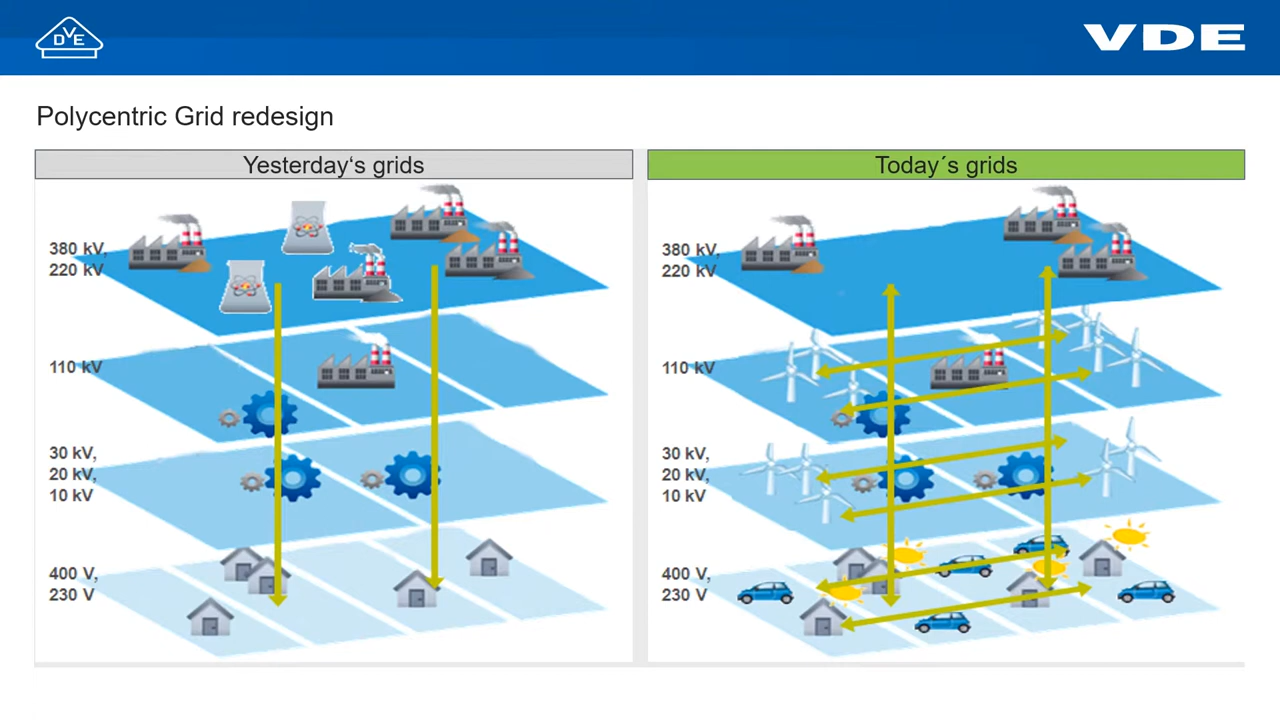 DVE
VDE
Polycentric Grid redesign
Yesterday‘s grids
380 kV,
220 kV
110 kV
30 kV,
20 kV,
10 kV
400 V,
230 V
Today´s grids
380 kV,
220 kV
110 kV
30 kV,
20 kV,
10 kV
400 V,
230 V